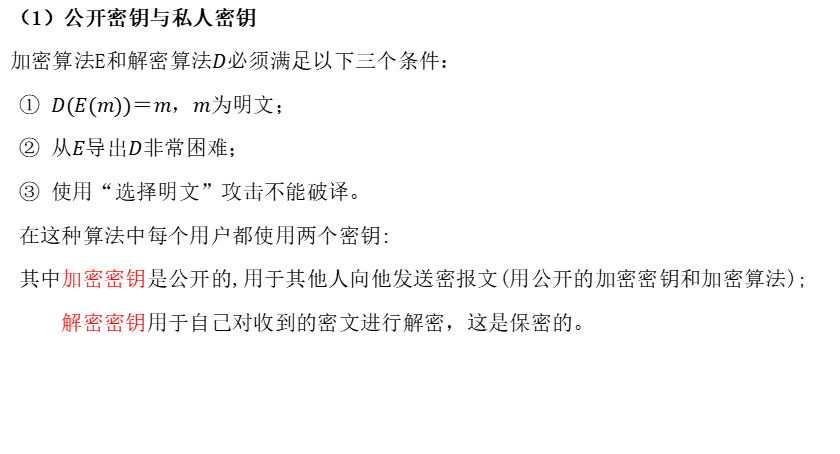 （1）公开密钥与私人密钥
加密算法E和解密算法D必须满足以下三个条件：
① D(E(m))＝m，m为明文；
② 从E导出D非常困难；
③ 使用“选择明文”攻击不能破译。
在这种算法中每个用户都使用两个密钥:
其中加密密钥是公开的,用于其他人向他发送密报文(用公开的加密密钥和加密算法);
解密密钥用于自己对收到的密文进行解密，这是保密的。